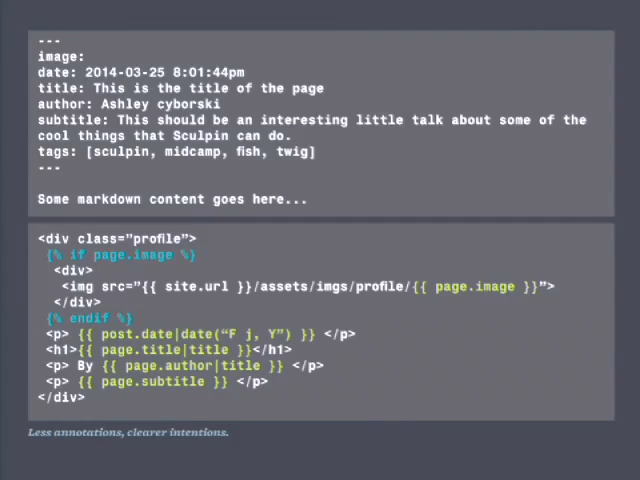 ---
image:
date: 2014-03-25 8:01:44pm
title: This is the title of the page
author: Ashley cyborski
subtitle: This should be an interesting little talk about some of the
cool things that Sculpin can do.
tags: [sculpin, midcamp, fish, twig]
---
Some markdown content goes here...
<div class="profile">
{% if page.image %}
<div>
<img src="{{ site.url }}/assets/imgs/profile/{{ page.image }}">
</div>
{% endif %}
<p> {{ post.date|date("F j, Y") }} </p>
<h1>{{ page.title|title }}</h1>
<p> By {{ page.author|title }} </p>
<p> {{ page.subtitle }} </p>
</div>
Less annotations, clearer intentions.